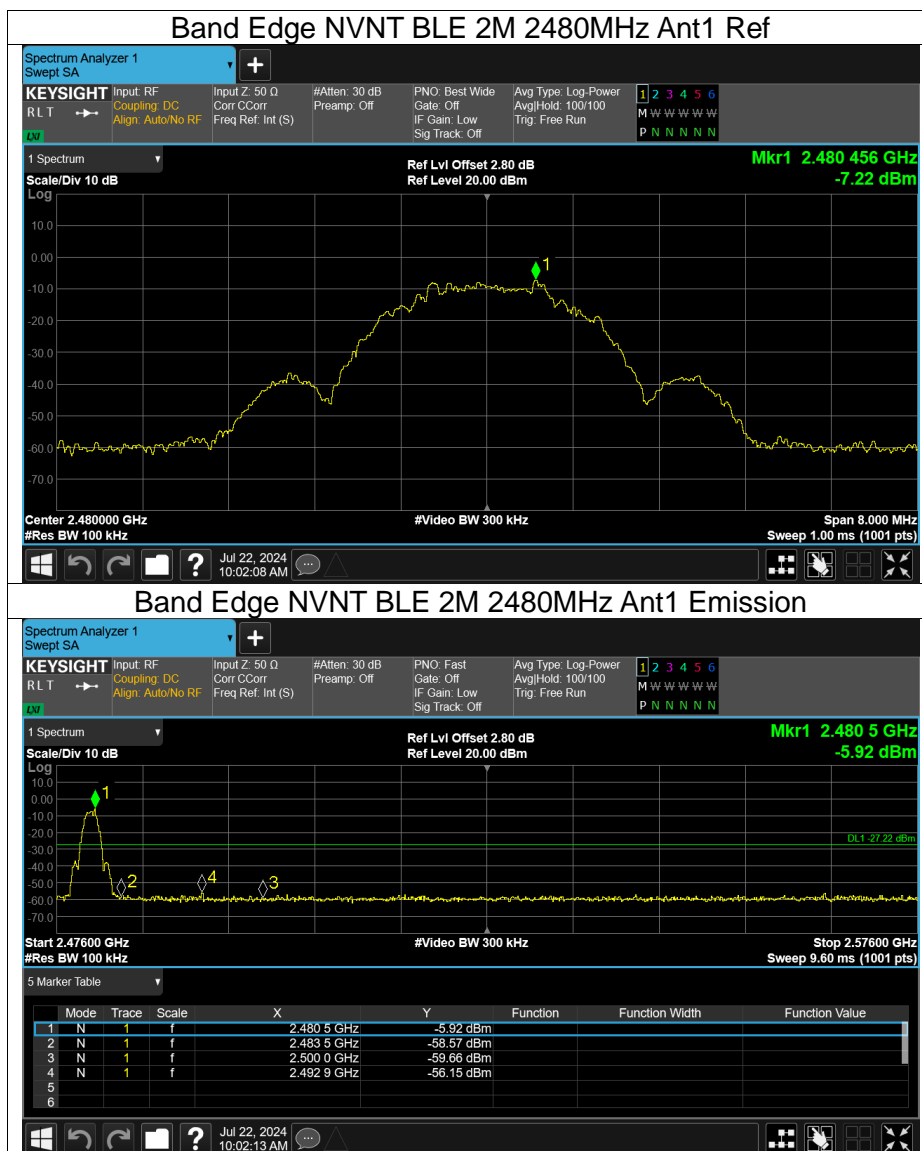 Band Edge NVNT BLE 2M 2480MHz Ant1 Ref
Spectrum Analyzer 1
Swept SA
KEYSIGHT
RLT
LXI
Input: RF
Coupling: DC
Align: Auto/No RF
Input Z: 50 Ω
Corr CCorr
Freq Ref: Int (S)
#Atten: 30 dB
Preamp: Off
PNO: Best Wide
Gate: Off
IF Gain: Low
Sig Track: Off
Avg Type: Log-Power
Avg|Hold: 100/100
Trig: Free Run
1 2 3 4 5 6
M W W W W W
P N N N N N
1 Spectrum
Scale/Div 10 dB
Ref Lvl Offset 2.80 dB
Ref Level 20.00 dBm
Mkr1 2.480 456 GHz
-7.22 dBm
Log
10.0
0.00
-10.0
-20.0
-30.0
-40.0
-50.0
-60.0
-70.0
1
Center 2.480000 GHz
#Res BW 100 kHz
#Video BW 300 kHz
Span 8.000 MHz
Sweep 1.00 ms (1001 pts)
?
Jul 22, 2024
10:02:08 AM
Band Edge NVNT BLE 2M 2480MHz Ant1 Emission
Spectrum Analyzer 1
Swept SA
KEYSIGHT
RLT
LXI
Input: RF
Coupling: DC
Align: Auto/No RF
Input Z: 50 Ω
Corr CCorr
Freq Ref: Int (S)
#Atten: 30 dB
Preamp: Off
PNO: Fast
Gate: Off
IF Gain: Low
Sig Track: Off
Avg Type: Log-Power
Avg|Hold: 100/100
Trig: Free Run
1 2 3 4 5 6
M W W W W W
P N N N N N
1 Spectrum
Scale/Div 10 dB
Ref Lvl Offset 2.80 dB
Ref Level 20.00 dBm
Mkr1 2.480 5 GHz
-5.92 dBm
Log
10.0
0.00
-10.0
-20.0
-30.0
-40.0
-50.0
-60.0
-70.0
1
DL1 -27.22 dBm
2
4
3
Start 2.47600 GHz
#Res BW 100 kHz
#Video BW 300 kHz
Stop 2.57600 GHz
Sweep 9.60 ms (1001 pts)
5 Marker Table
Mode Trace Scale X Y Function Function Width Function Value
1 N 1 f 2.480 5 GHz -5.92 dBm
2 N 1 f 2.483 5 GHz -58.57 dBm
3 N 1 f 2.500 0 GHz -59.66 dBm
4 N 1 f 2.492 9 GHz -56.15 dBm
5
6
?
Jul 22, 2024
10:02:13 AM